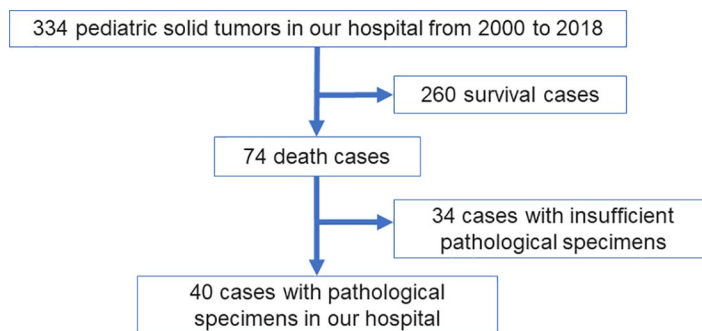 334 pediatric solid tumors in our hospital from 2000 to 2018
260 survival cases
74 death cases
34 cases with insufficient
pathological specimens
40 cases with pathological
specimens in our hospital